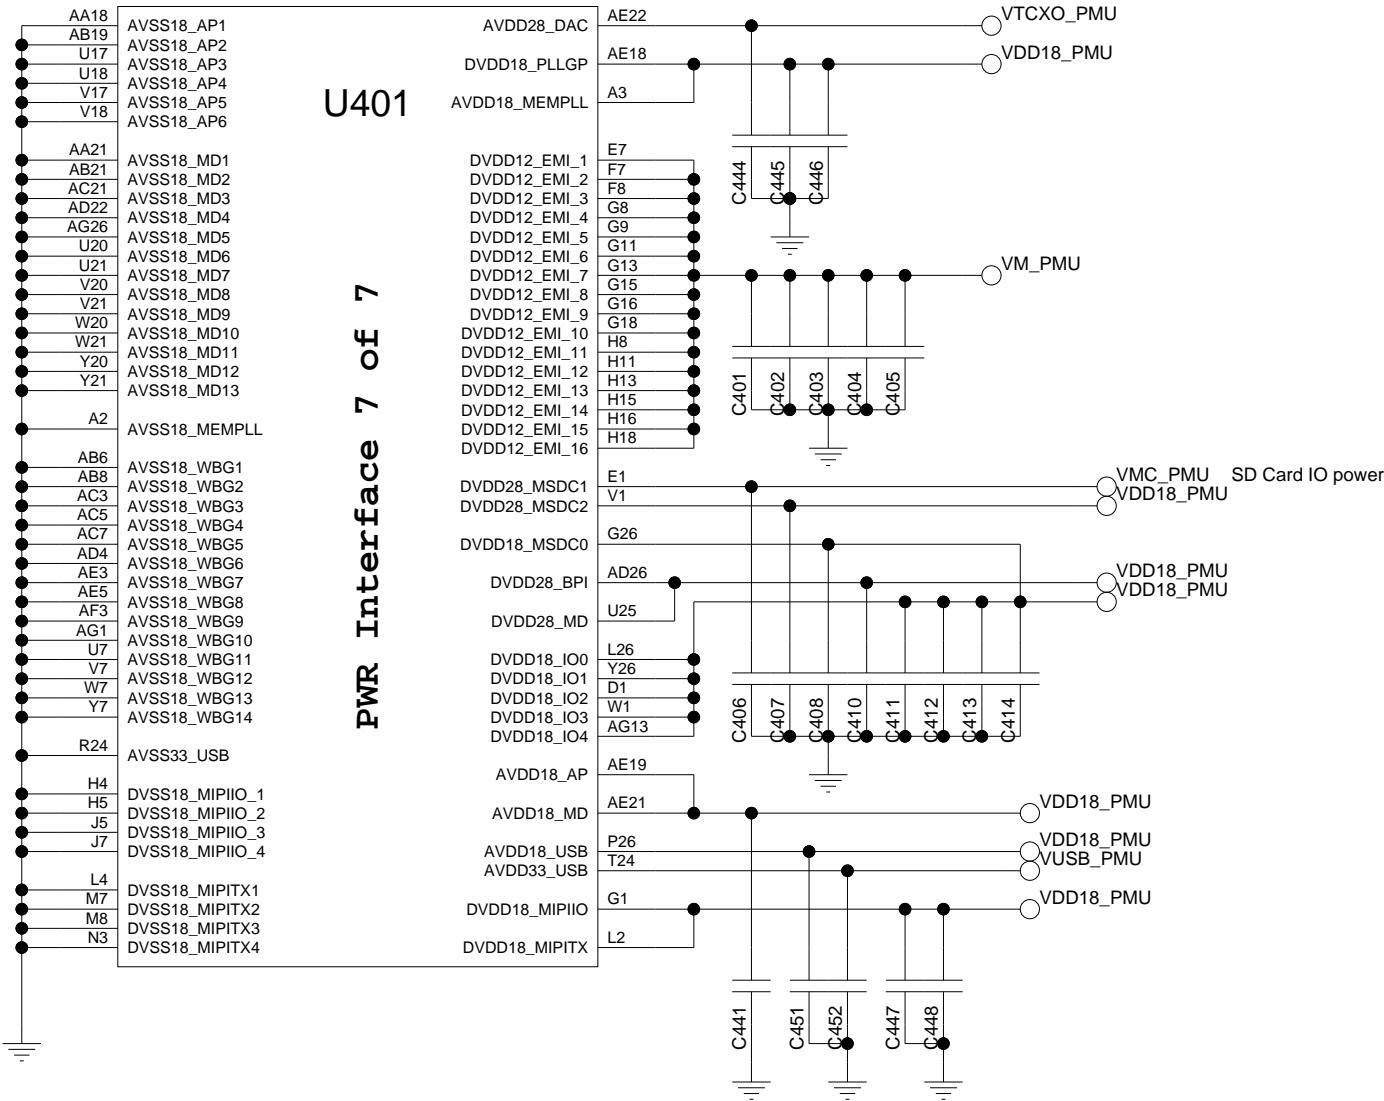 U401
PWR Interface 7 of 7
AA18 AVSS18_AP1
AB19 AVSS18_AP2
U17 AVSS18_AP3
U18 AVSS18_AP4
V17 AVSS18_AP5
V18 AVSS18_AP6
AA21 AVSS18_MD1
AB21 AVSS18_MD2
AC21 AVSS18_MD3
AD22 AVSS18_MD4
AG26 AVSS18_MD5
U20 AVSS18_MD6
U21 AVSS18_MD7
V20 AVSS18_MD8
V21 AVSS18_MD9
W20 AVSS18_MD10
W21 AVSS18_MD11
Y20 AVSS18_MD12
Y21 AVSS18_MD13
A2 AVSS18_MEMPLL
AB6 AVSS18_WBG1
AB8 AVSS18_WBG2
AC3 AVSS18_WBG3
AC5 AVSS18_WBG4
AC7 AVSS18_WBG5
AD4 AVSS18_WBG6
AE3 AVSS18_WBG7
AE5 AVSS18_WBG8
AF3 AVSS18_WBG9
AG1 AVSS18_WBG10
U7 AVSS18_WBG11
V7 AVSS18_WBG12
W7 AVSS18_WBG13
Y7 AVSS18_WBG14
R24 AVSS33_USB
H4 DVSS18_MIPIIO_1
H5 DVSS18_MIPIIO_2
J5 DVSS18_MIPIIO_3
J7 DVSS18_MIPIIO_4
L4 DVSS18_MIPITX1
M7 DVSS18_MIPITX2
M8 DVSS18_MIPITX3
N3 DVSS18_MIPITX4
AVDD28_DAC AE22 VTCXO_PMU
DVDD18_PLLGP AE18 VDD18_PMU
AVDD18_MEMPLL A3
C444 C445 C446
DVDD12_EMI_1 E7
DVDD12_EMI_2 F7
DVDD12_EMI_3 F8
DVDD12_EMI_4 G8
DVDD12_EMI_5 G9
DVDD12_EMI_6 G11
DVDD12_EMI_7 G13 VM_PMU
DVDD12_EMI_8 G15
DVDD12_EMI_9 G16
DVDD12_EMI_10 G18
DVDD12_EMI_11 H8
DVDD12_EMI_12 H11
DVDD12_EMI_13 H13
DVDD12_EMI_14 H15
DVDD12_EMI_15 H16
DVDD12_EMI_16 H18
C401 C402 C403 C404 C405
DVDD28_MSDC1 E1 VMC_PMU SD Card IO power
DVDD28_MSDC2 V1 VDD18_PMU
DVDD18_MSDC0 G26
DVDD28_BPI AD26 VDD18_PMU
VDD18_PMU
DVDD28_MD U25
DVDD18_IO0 L26
DVDD18_IO1 Y26
DVDD18_IO2 D1
DVDD18_IO3 W1
DVDD18_IO4 AG13
C406 C407 C408 C410 C411 C412 C413 C414
AVDD18_AP AE19
AVDD18_MD AE21 VDD18_PMU
AVDD18_USB P26 VDD18_PMU
AVDD33_USB T24 VUSB_PMU
DVDD18_MIPIIO G1 VDD18_PMU
DVDD18_MIPITX L2
C441 C451 C452 C447 C448